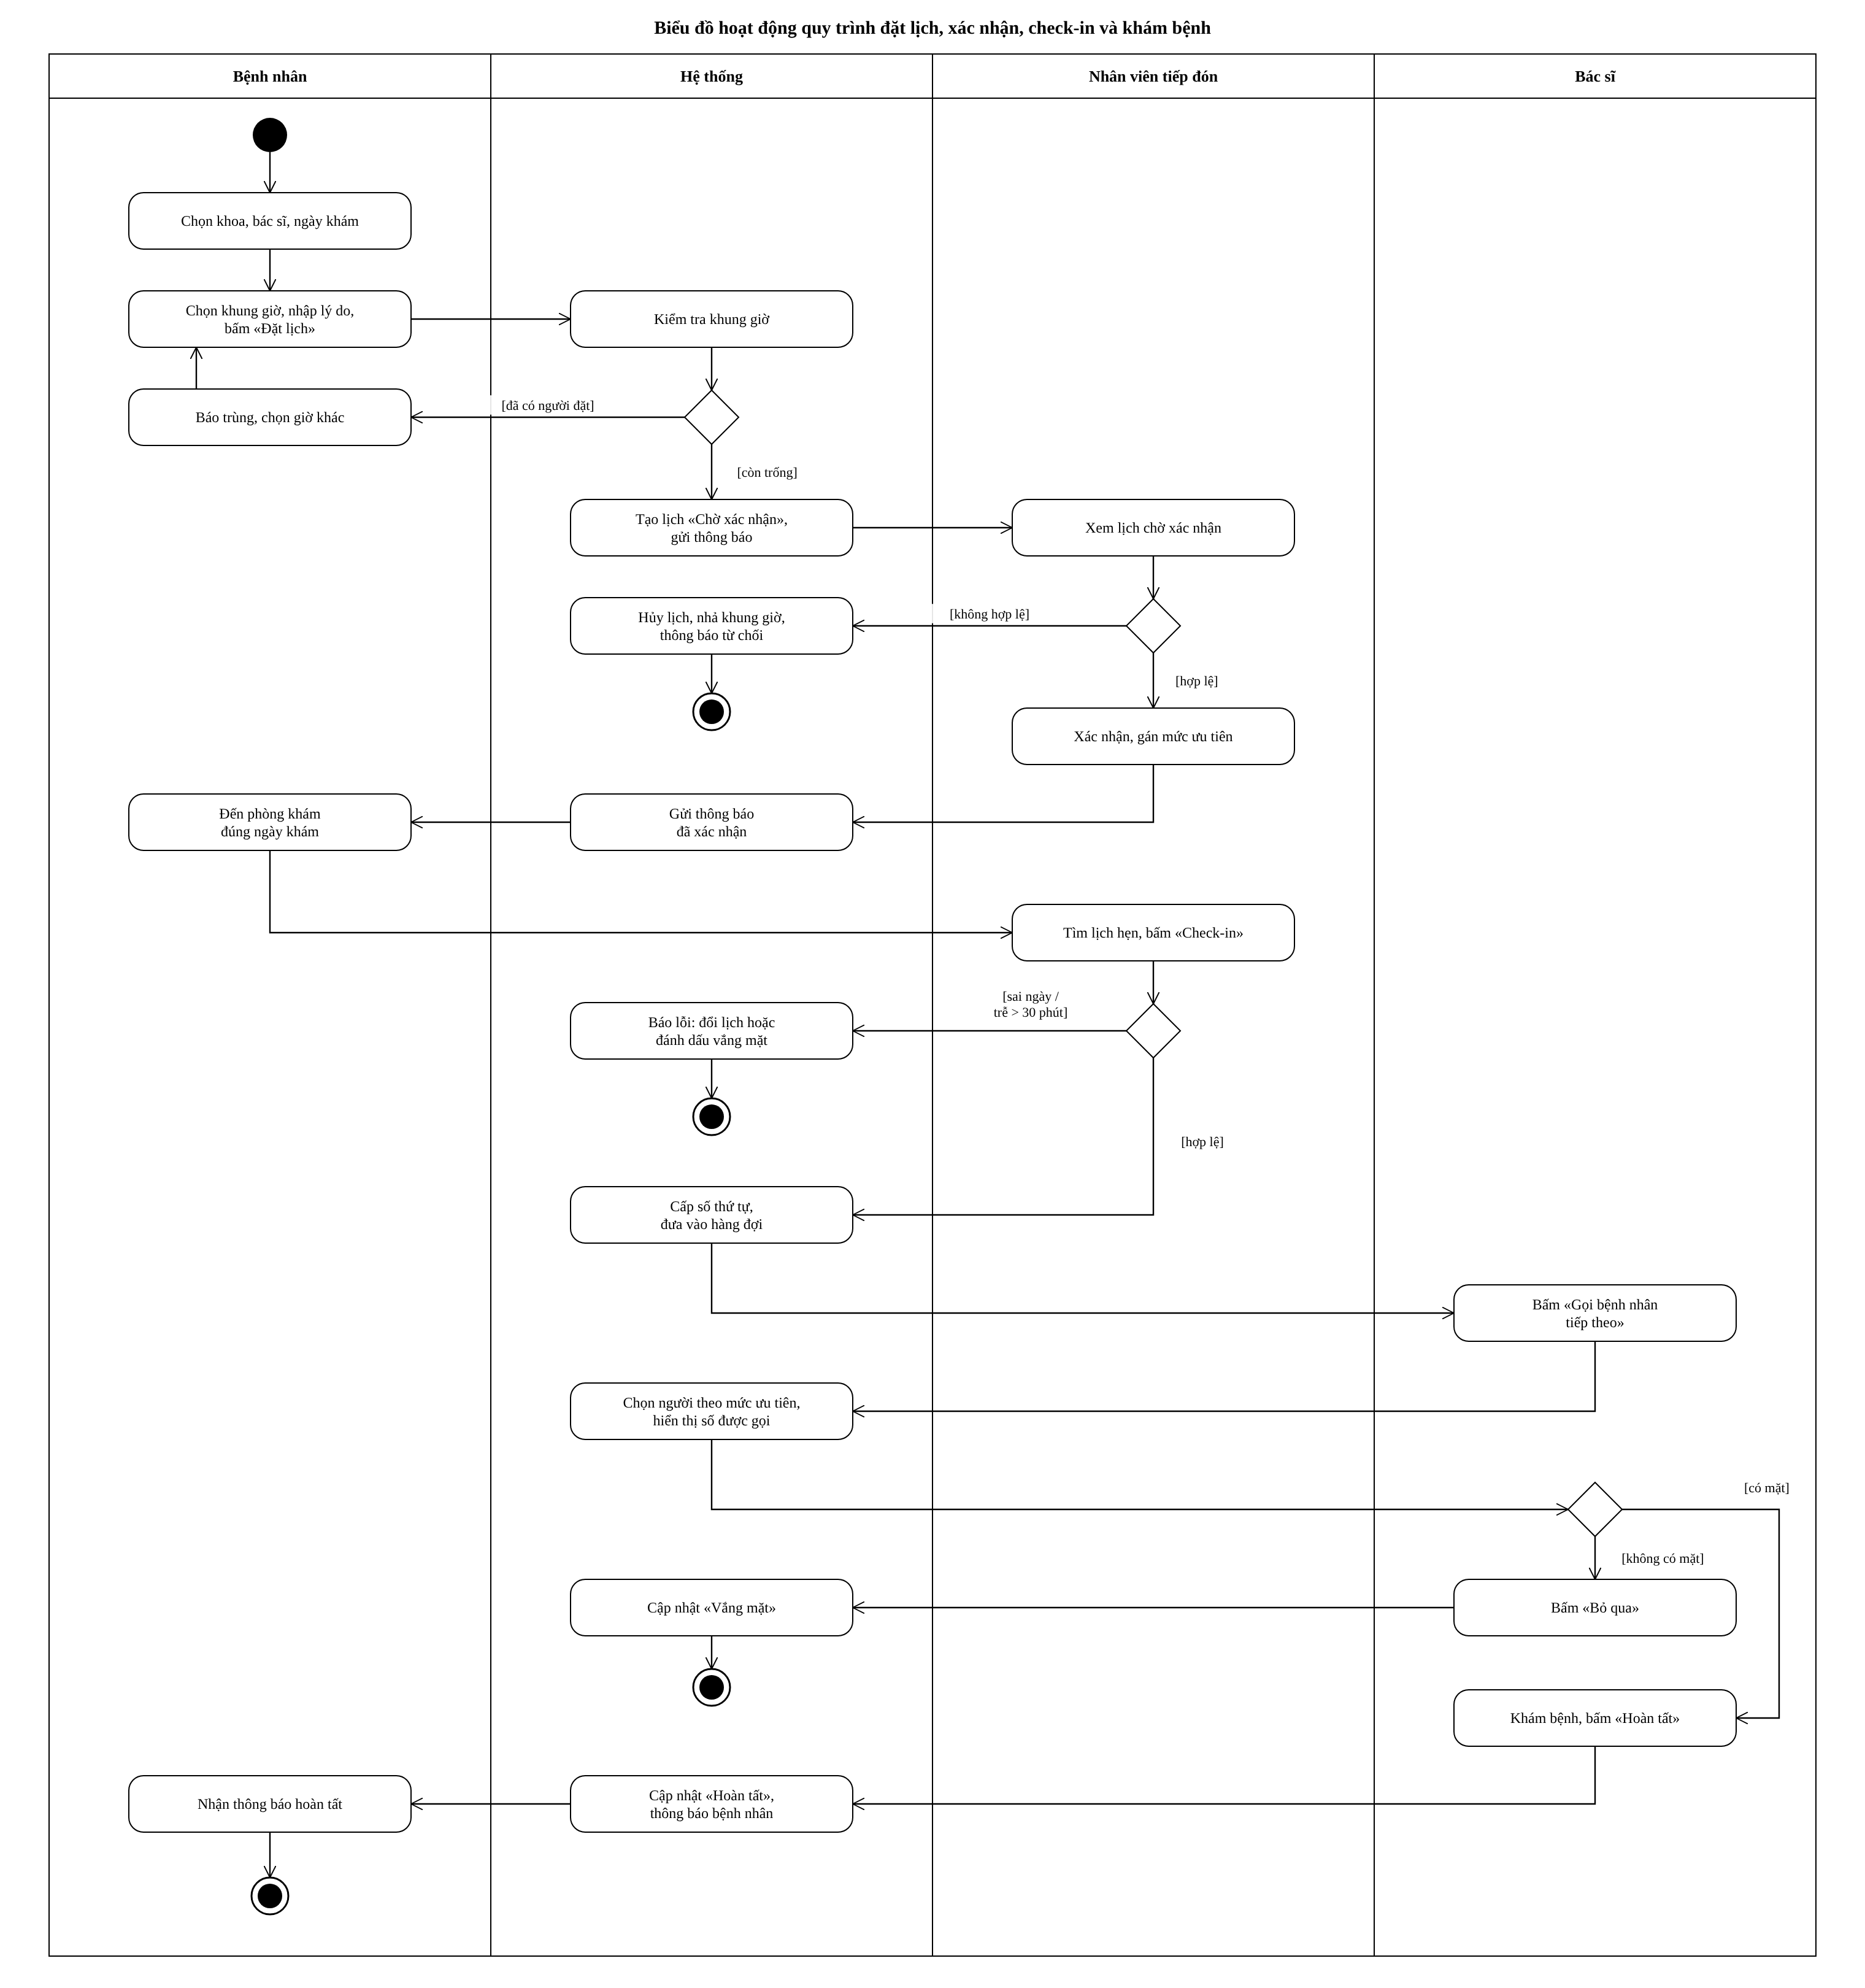 Biểu đồ hoạt động quy trình đặt lịch, xác nhận, check-in và khám bệnh
Bệnh nhân
Hệ thống
Nhân viên tiếp đón
Bác sĩ
Chọn khoa, bác sĩ, ngày khám
Chọn khung giờ, nhập lý do,
bấm «Đặt lịch»
Kiểm tra khung giờ
Báo trùng, chọn giờ khác
[đã có người đặt]
[còn trống]
Tạo lịch «Chờ xác nhận»,
gửi thông báo
Xem lịch chờ xác nhận
Hủy lịch, nhả khung giờ,
thông báo từ chối
[không hợp lệ]
[hợp lệ]
Xác nhận, gán mức ưu tiên
Đến phòng khám
đúng ngày khám
Gửi thông báo
đã xác nhận
Tìm lịch hẹn, bấm «Check-in»
[sai ngày /
trễ > 30 phút]
Báo lỗi: đổi lịch hoặc
đánh dấu vắng mặt
[hợp lệ]
Cấp số thứ tự,
đưa vào hàng đợi
Bấm «Gọi bệnh nhân
tiếp theo»
Chọn người theo mức ưu tiên,
hiển thị số được gọi
[có mặt]
[không có mặt]
Cập nhật «Vắng mặt»
Bấm «Bỏ qua»
Khám bệnh, bấm «Hoàn tất»
Nhận thông báo hoàn tất
Cập nhật «Hoàn tất»,
thông báo bệnh nhân